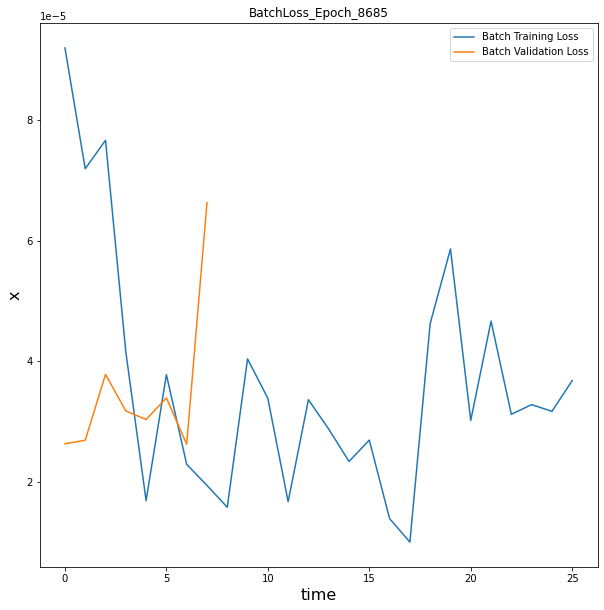 BatchLoss_Epoch_8685
1e−5
Batch Training Loss
Batch Validation Loss
8
6
4
2
x
0
5
10
15
20
25
time